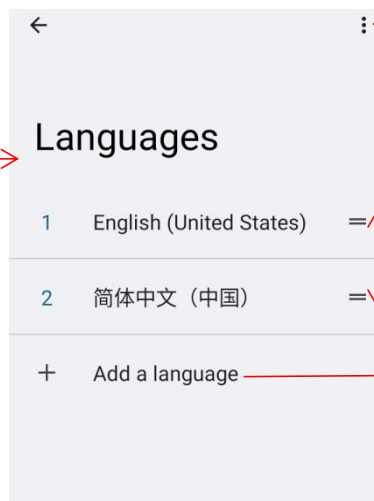 Languages
1 English (United States)
2 简体中文（中国）
Add a language